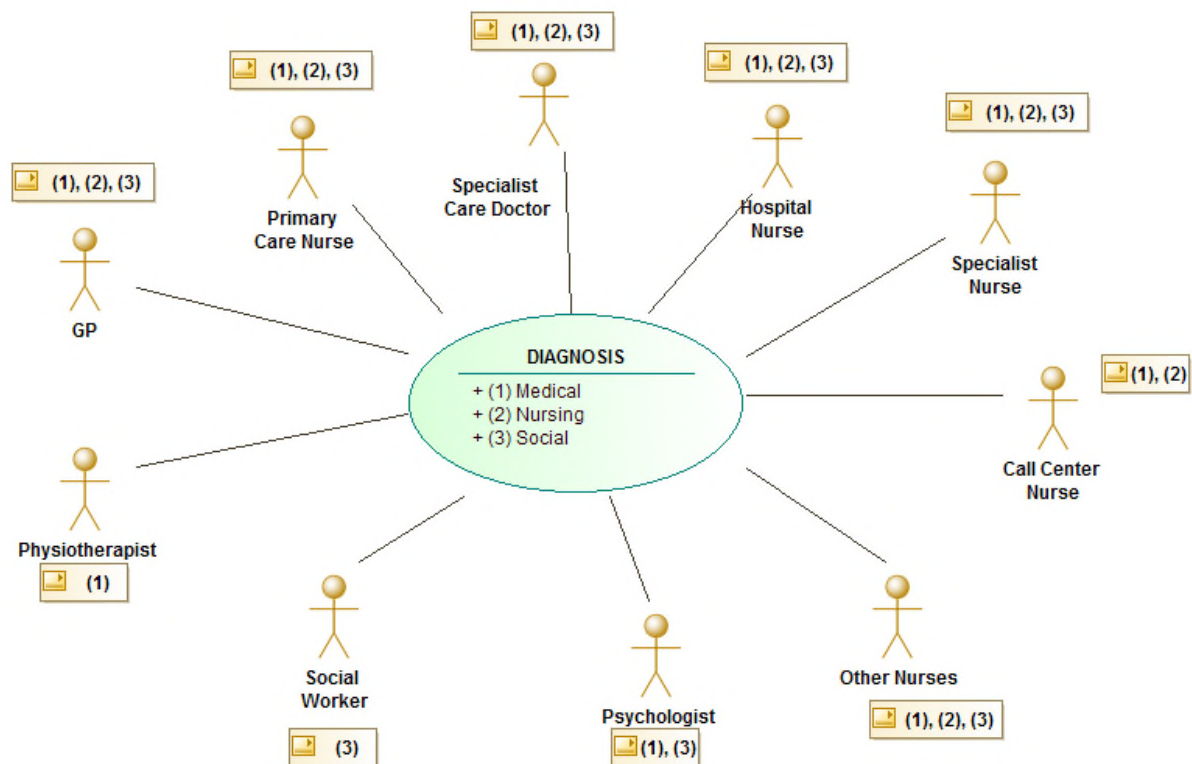 (1), (2), (3)
Specialist
Care Doctor
(1), (2), (3)
Primary
Care Nurse
(1), (2), (3)
Hospital
Nurse
(1), (2), (3)
Specialist
Nurse
(1), (2), (3)
GP
DIAGNOSIS
+ (1) Medical
+ (2) Nursing
+ (3) Social
(1), (2)
Call Center
Nurse
Physiotherapist
(1)
Social
Worker
(3)
Psychologist
(1), (3)
Other Nurses
(1), (2), (3)